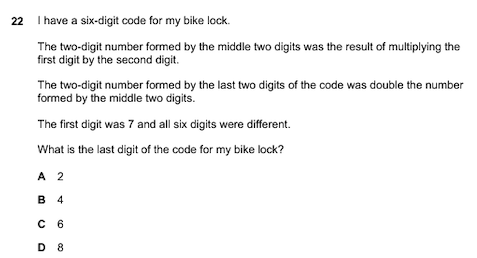 22 I have a six-digit code for my bike lock.
The two-digit number formed by the middle two digits was the result of multiplying the
first digit by the second digit.
The two-digit number formed by the last two digits of the code was double the number
formed by the middle two digits.
The first digit was 7 and all six digits were different.
What is the last digit of the code for my bike lock?
A 2
B 4
C 6
D 8